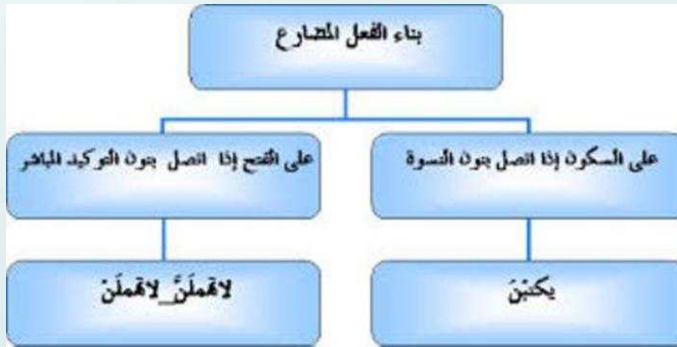 بناء الفعل المضارع
على السكون إذا اتصل بنون النسوة
على الفتح إذا اتصل بنون التوكيد المباشر
يكتبْنَ
لاتهملَنَّ_لاتهملَنْ